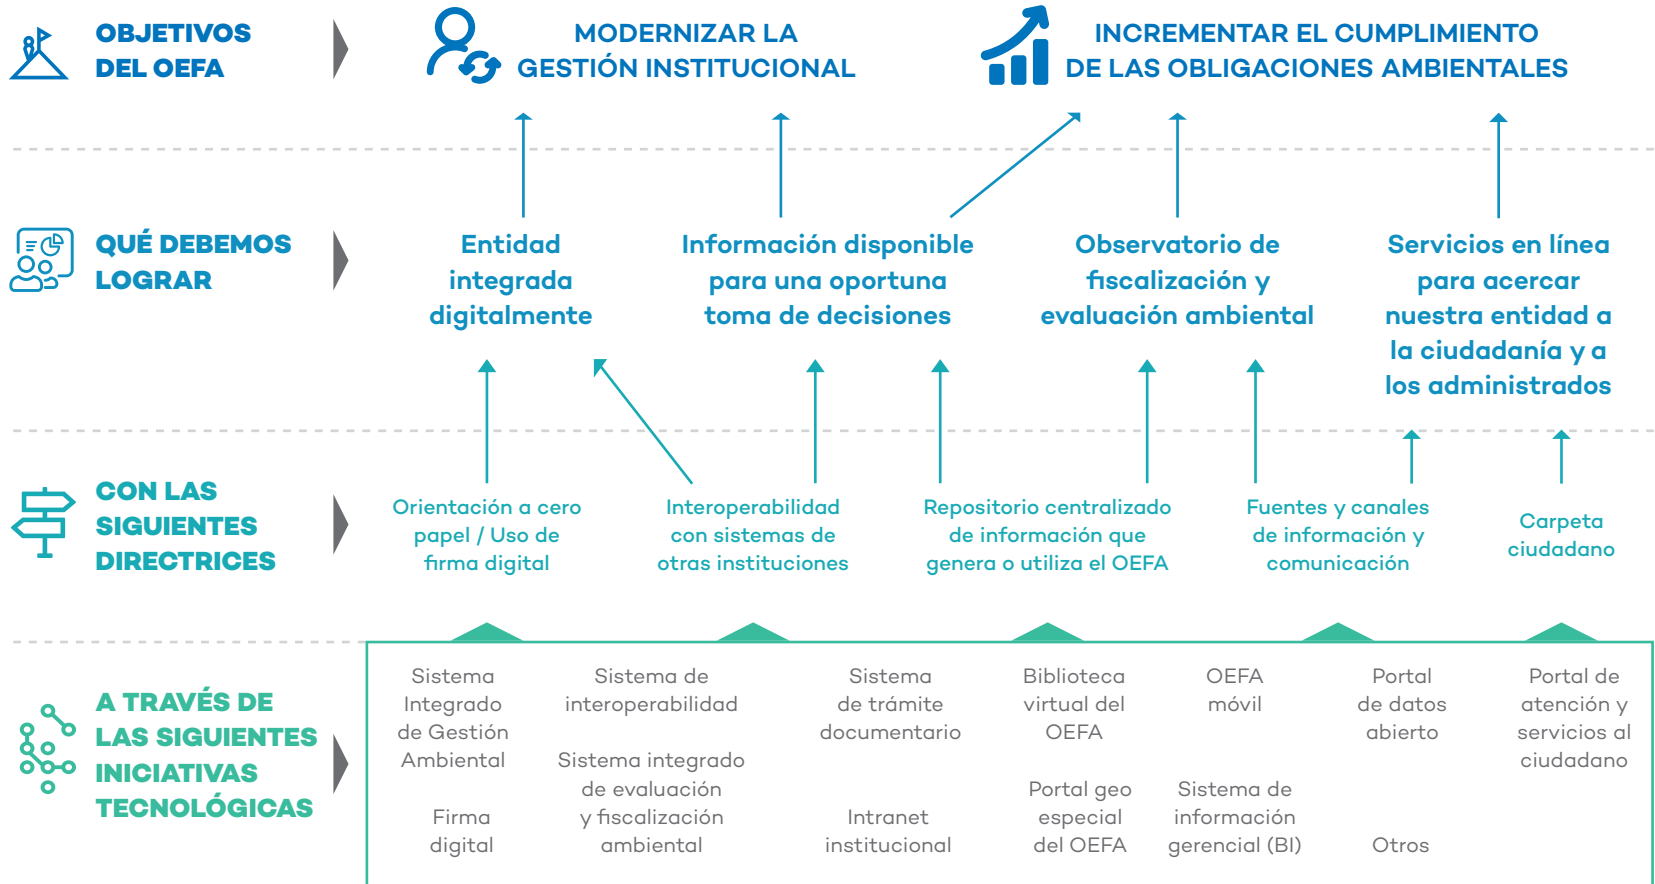 OBJETIVOS
DEL OEFA
MODERNIZAR LA
GESTIÓN INSTITUCIONAL
INCREMENTAR EL CUMPLIMIENTO
DE LAS OBLIGACIONES AMBIENTALES
QUÉ DEBEMOS
LOGRAR
Entidad
integrada
digitalmente
Información disponible
para una oportuna
toma de decisiones
Observatorio de
fiscalización y
evaluación ambiental
Servicios en línea
para acercar
nuestra entidad a
la ciudadanía y a
los administrados
CON LAS
SIGUIENTES
DIRECTRICES
Orientación a cero
papel / Uso de
firma digital
Interoperabilidad
con sistemas de
otras instituciones
Repositorio centralizado
de información que
genera o utiliza el OEFA
Fuentes y canales
de información y
comunicación
Carpeta
ciudadano
A TRAVÉS DE
LAS SIGUIENTES
INICIATIVAS
TECNOLÓGICAS
Sistema
Integrado
de Gestión
Ambiental
Firma
digital
Sistema de
interoperabilidad
Sistema integrado
de evaluación
y fiscalización
ambiental
Sistema
de trámite
documentario
Intranet
institucional
Biblioteca
virtual del
OEFA
Portal geo
especial
del OEFA
OEFA
móvil
Sistema de
información
gerencial (BI)
Portal
de datos
abierto
Otros
Portal de
atención y
servicios al
ciudadano